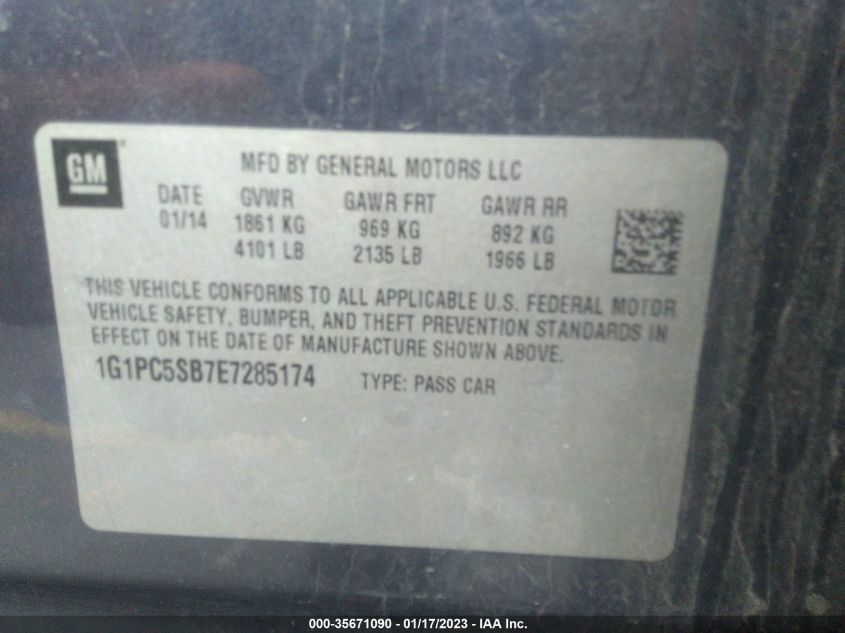 GM
MFD BY GENERAL MOTORS LLC
DATE GVWR GAWR FRT GAWR RR
01/14 1861 KG 969 KG 892 KG
4101 LB 2135 LB 1966 LB
THIS VEHICLE CONFORMS TO ALL APPLICABLE U.S. FEDERAL MOTOR
VEHICLE SAFETY, BUMPER, AND THEFT PREVENTION STANDARDS IN
EFFECT ON THE DATE OF MANUFACTURE SHOWN ABOVE.
1G1PC5SB7E7285174 TYPE: PASS CAR
000-35671090 - 01/17/2023 - IAA Inc.